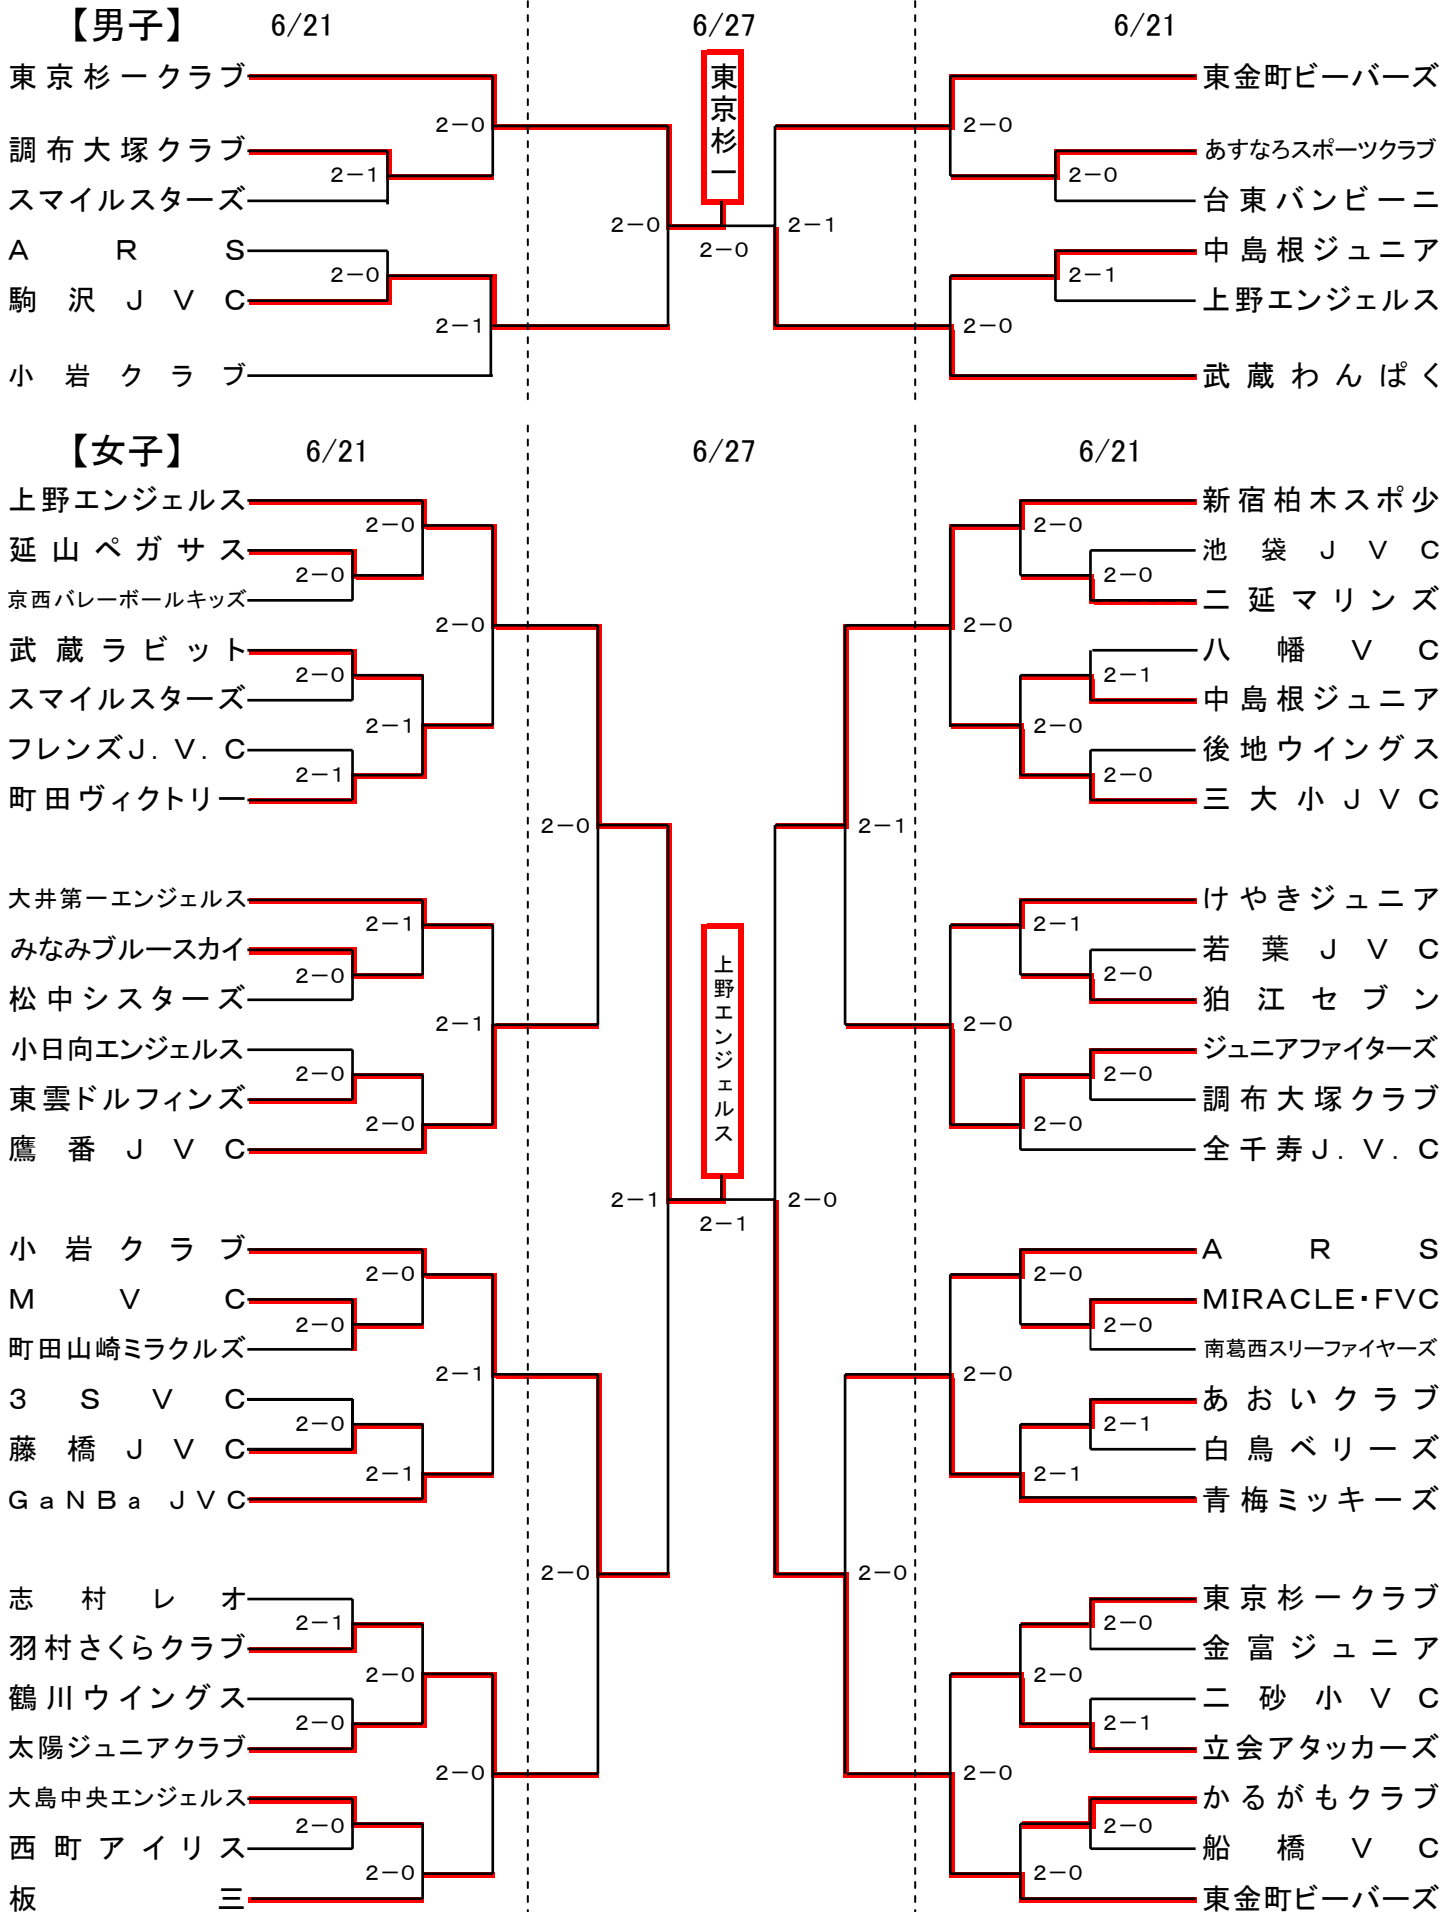 【男子】 6/21 6/27 6/21
東京杉一クラブ 東京杉一 東金町ビーバーズ
2-0 2-0
調布大塚クラブ あすなろスポーツクラブ
2-1 2-0
スマイルスターズ 台東バンビーニ
2-0 2-0 2-1
ARS 中島根ジュニア
2-0 2-1
駒沢JVC 上野エンジェルス
2-1 2-0
小岩クラブ 武蔵わんぱく
【女子】 6/21 6/27 6/21
上野エンジェルス 新宿柏木スポ少
2-0 2-0
延山ペガサス 池袋JVC
2-0 2-0
京西バレーボールキッズ 二延マリンズ
2-0 2-0
武蔵ラビット 八幡VC
2-0 2-1
スマイルスターズ 中島根ジュニア
2-1 2-0
フレンズJ.V.C 後地ウイングス
2-1 2-0
町田ヴィクトリー 三大小JVC
2-0 2-1
大井第一エンジェルス けやきジュニア
2-1 2-1
みなみブルースカイ 若葉JVC
2-0 2-0
松中シスターズ 上野エンジェルス 狛江セブン
2-1 2-0
小日向エンジェルス ジュニアファイターズ
2-0 2-0
東雲ドルフィンズ 調布大塚クラブ
2-0 2-0
鷹番JVC 全千寿J.V.C
2-1 2-1 2-0
小岩クラブ ARS
2-0 2-0
MVC MIRACLE・FVC
2-0 2-0
町田山崎ミラクルズ 南葛西スリーファイヤーズ
2-1 2-0
3SVC あおいクラブ
2-0 2-1
藤橋JVC 白鳥ベリーズ
2-1 2-1
GaNBa JVC 青梅ミッキーズ
2-0 2-0
志村レオ 東京杉一クラブ
2-1 2-0
羽村さくらクラブ 金富ジュニア
2-0 2-0
鶴川ウイングス 二砂小VC
2-0 2-1
太陽ジュニアクラブ 立会アタッカーズ
2-0 2-0
大島中央エンジェルス かるがもクラブ
2-0 2-0
西町アイリス 船橋VC
2-0 2-0
板三 東金町ビーバーズ